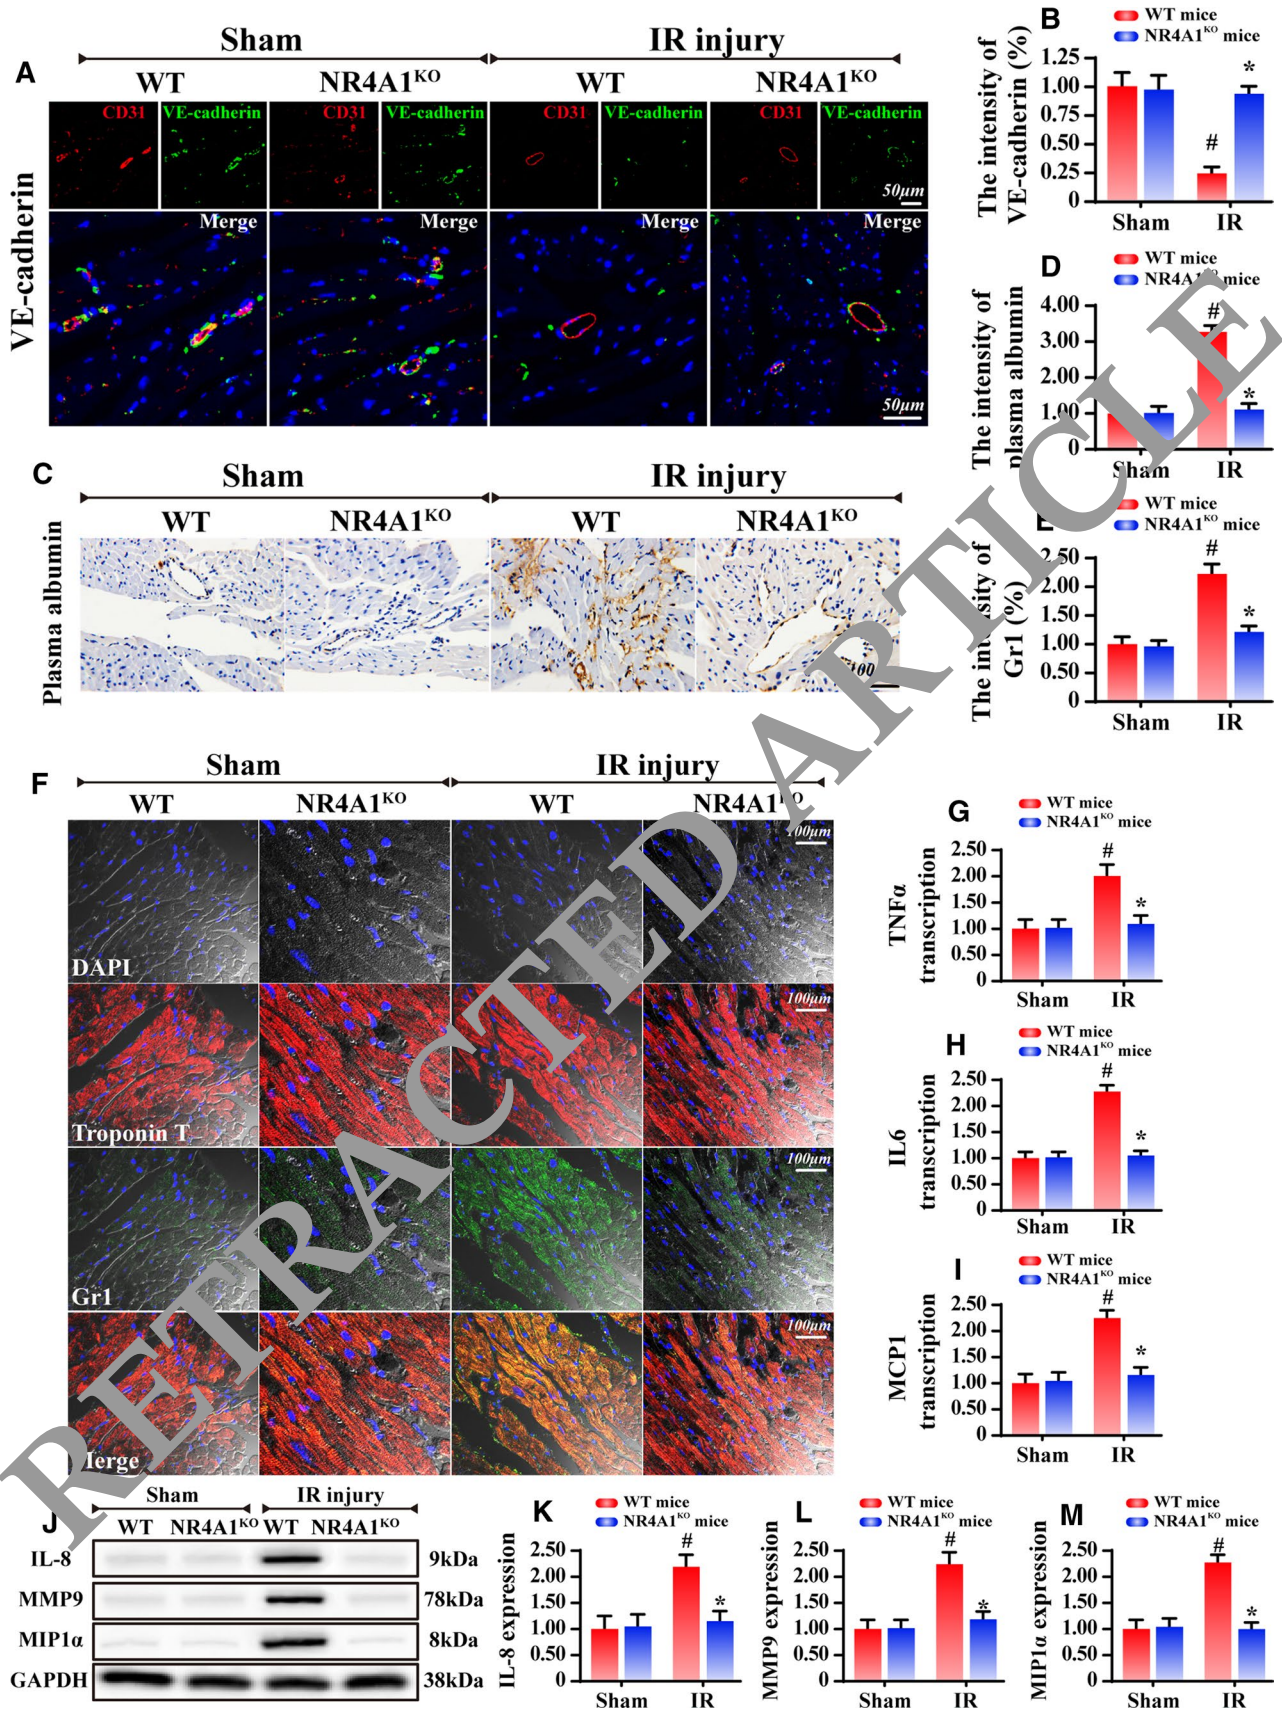 A
Sham
IR injury
WT
NR4A1KO
WT
NR4A1KO
VE-cadherin
CD31
VE-cadherin
CD31
VE-cadherin
CD31
VE-cadherin
CD31
VE-cadherin
50μm
Merge
Merge
Merge
Merge
50μm
B
WT mice
NR4A1KO mice
The intensity of
VE-cadherin (%)
1.25
1.00
0.75
0.50
0.25
0
#
*
Sham
IR
C
Sham
IR injury
WT
NR4A1KO
WT
NR4A1KO
Plasma albumin
100
D
WT mice
NR4A1KO mice
The intensity of
plasma albumin
4.00
3.00
2.00
1.00
0
#
*
Sham
IR
E
WT mice
NR4A1KO mice
The intensity of
Gr1 (%)
2.50
2.00
1.50
1.00
0.50
0
#
*
Sham
IR
F
Sham
IR injury
WT
NR4A1KO
WT
NR4A1KO
DAPI
100μm
Troponin T
100μm
Gr1
100μm
Merge
100μm
G
WT mice
NR4A1KO mice
TNFα
transcription
2.50
2.00
1.50
1.00
0.50
0
#
*
Sham
IR
H
WT mice
NR4A1KO mice
IL6
transcription
2.50
2.00
1.50
1.00
0.50
0
#
*
Sham
IR
I
WT mice
NR4A1KO mice
MCP1
transcription
2.50
2.00
1.50
1.00
0.50
0
#
*
Sham
IR
J
Sham
IR injury
WT
NR4A1KO
WT
NR4A1KO
IL-8
9kDa
MMP9
78kDa
MIP1α
8kDa
GAPDH
38kDa
K
WT mice
NR4A1KO mice
IL-8 expression
2.50
2.00
1.50
1.00
0.50
0
#
*
Sham
IR
L
WT mice
NR4A1KO mice
MMP9 expression
2.50
2.00
1.50
1.00
0.50
0
#
*
Sham
IR
M
WT mice
NR4A1KO mice
MIP1α expression
2.50
2.00
1.50
1.00
0.50
0
#
*
Sham
IR
RETRACTED ARTICLE